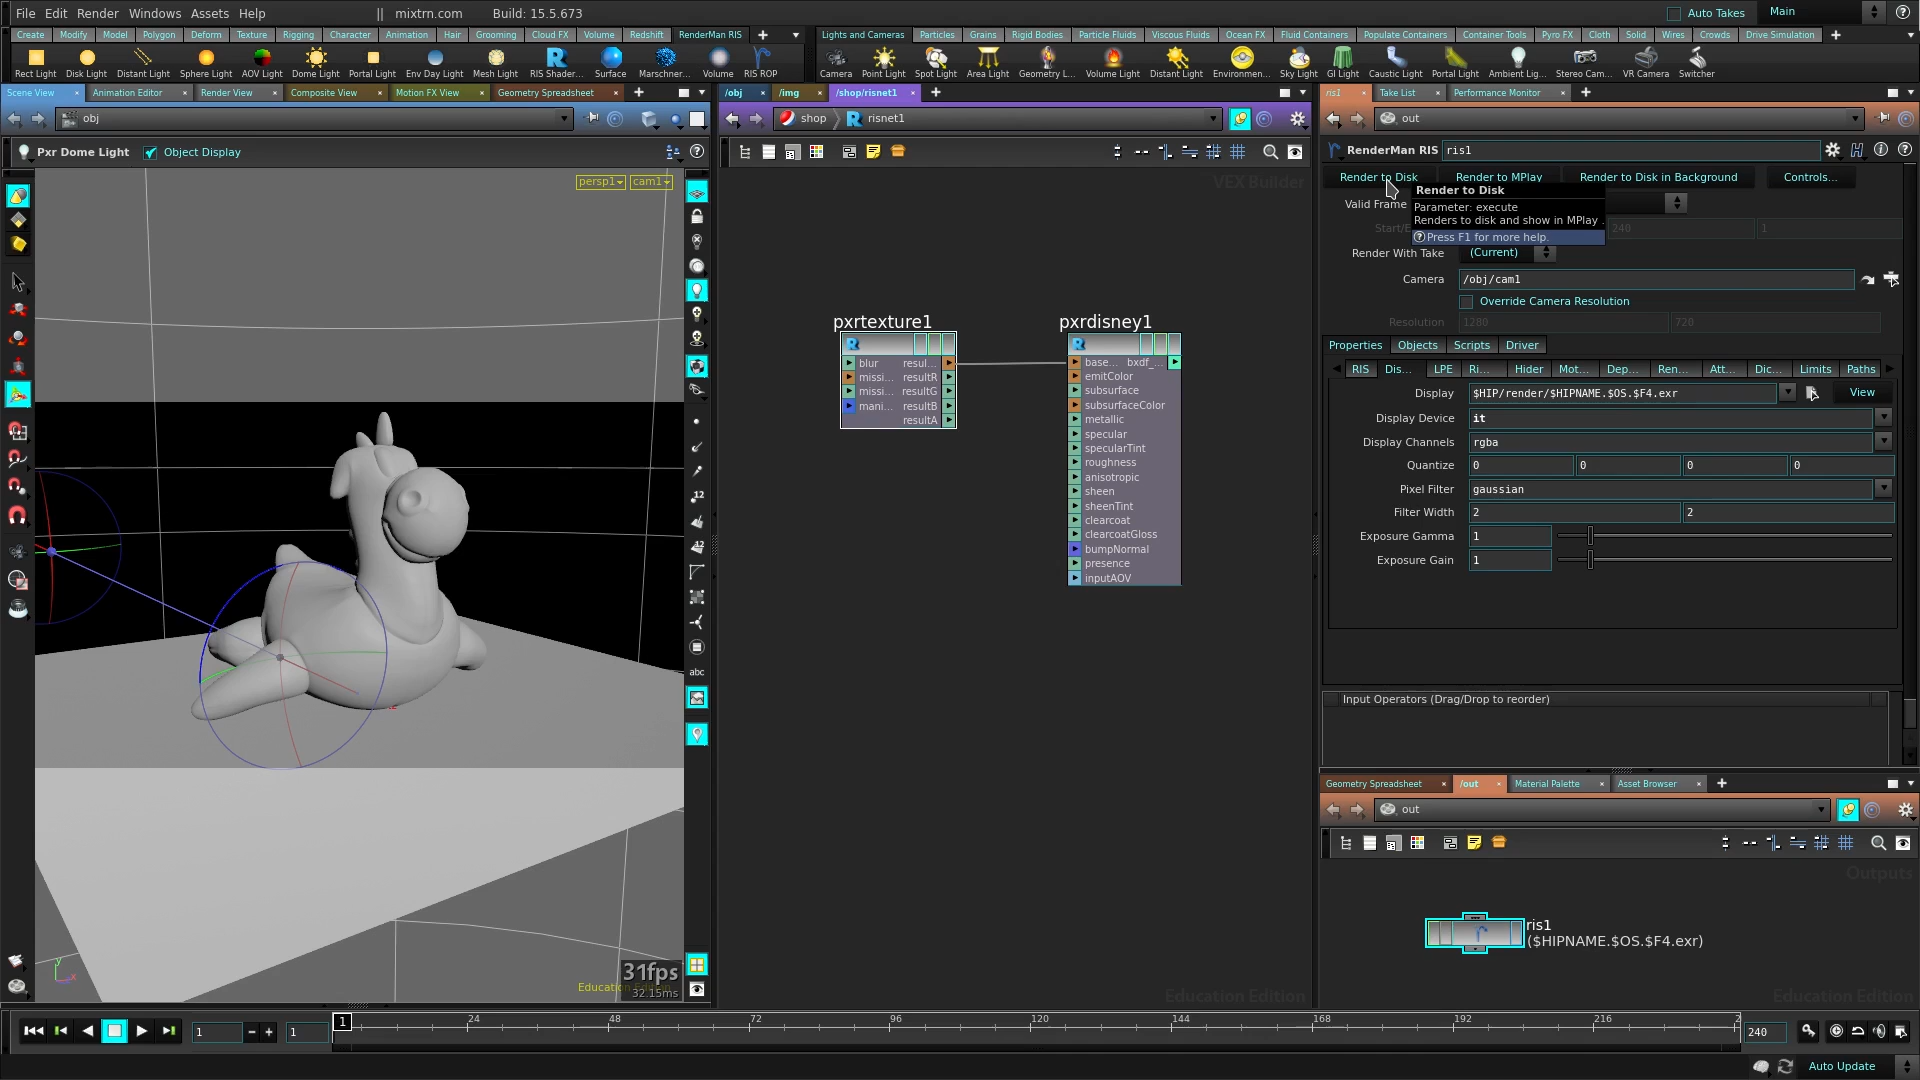 File Edit Render Windows Assets Help || mixtrn.com Build: 15.5.673 Auto Takes Main
Create Modify Model Polygon Deform Texture Rigging Character Animation Hair Grooming Cloud FX Volume Redshift RenderMan RIS
Lights and Cameras Particles Grains Rigid Bodies Particle Fluids Viscous Fluids Ocean FX Fluid Containers Populate Containers Container Tools Pyro FX Cloth Solid Wires Crowds Drive Simulation
Rect Light Disk Light Distant Light Sphere Light AOV Light Dome Light Portal Light Env Day Light Mesh Light RIS Shader... Surface Marschner... Volume RIS ROP
Camera Point Light Spot Light Area Light Geometry L... Volume Light Distant Light Environmen... Sky Light GI Light Caustic Light Portal Light Ambient Lig... Stereo Cam... VR Camera Switcher
Scene View Animation Editor Render View Composite View Motion FX View Geometry Spreadsheet
/obj /img /shop/risnet1
ris1 Take List Performance Monitor
obj
shop risnet1
out
Pxr Dome Light Object Display
RenderMan RIS ris1
persp1 cam1
VEX Builder
Render to Disk Render to MPlay Render to Disk in Background Controls...
Render to Disk
Parameter: execute
Renders to disk and show in MPlay .
Press F1 for more help.
Valid Frame
Start/E 240 1
Render With Take (Current)
Camera /obj/cam1
Override Camera Resolution
Resolution 1280 720
Properties Objects Scripts Driver
RIS Dis... LPE Ri... Hider Mot... Dep... Ren... Att... Dic... Limits Paths
Display $HIP/render/$HIPNAME.$OS.$F4.exr View
Display Device it
Display Channels rgba
Quantize 0 0 0 0
Pixel Filter gaussian
Filter Width 2 2
Exposure Gamma 1
Exposure Gain 1
Input Operators (Drag/Drop to reorder)
pxrtexture1
blur resul...
missi... resultR
missi... resultG
mani... resultB
resultA
pxrdisney1
base... bxdf_...
emitColor
subsurface
subsurfaceColor
metallic
specular
specularTint
roughness
anisotropic
sheen
sheenTint
clearcoat
clearcoatGloss
bumpNormal
presence
inputAOV
12
12
abc
Geometry Spreadsheet /out Material Palette Asset Browser
out
Outputs
ris1
($HIPNAME.$OS.$F4.exr)
Education Edition
Education Edition
31fps
32.15ms
Education
y
x
1 1 1 24 48 72 96 120 144 168 192 216 2 240
Auto Update